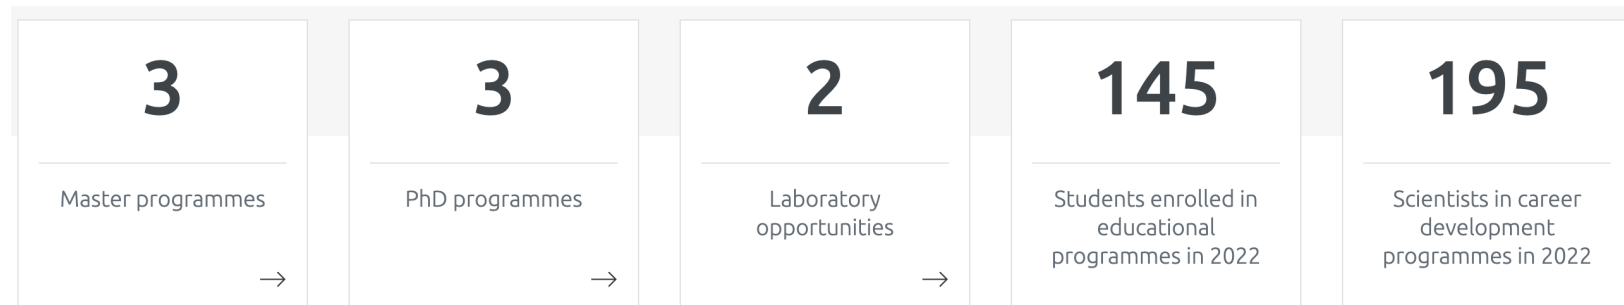 3
Master programmes
3
PhD programmes
2
Laboratory
opportunities
145
Students enrolled in
educational
programmes in 2022
195
Scientists in career
development
programmes in 2022